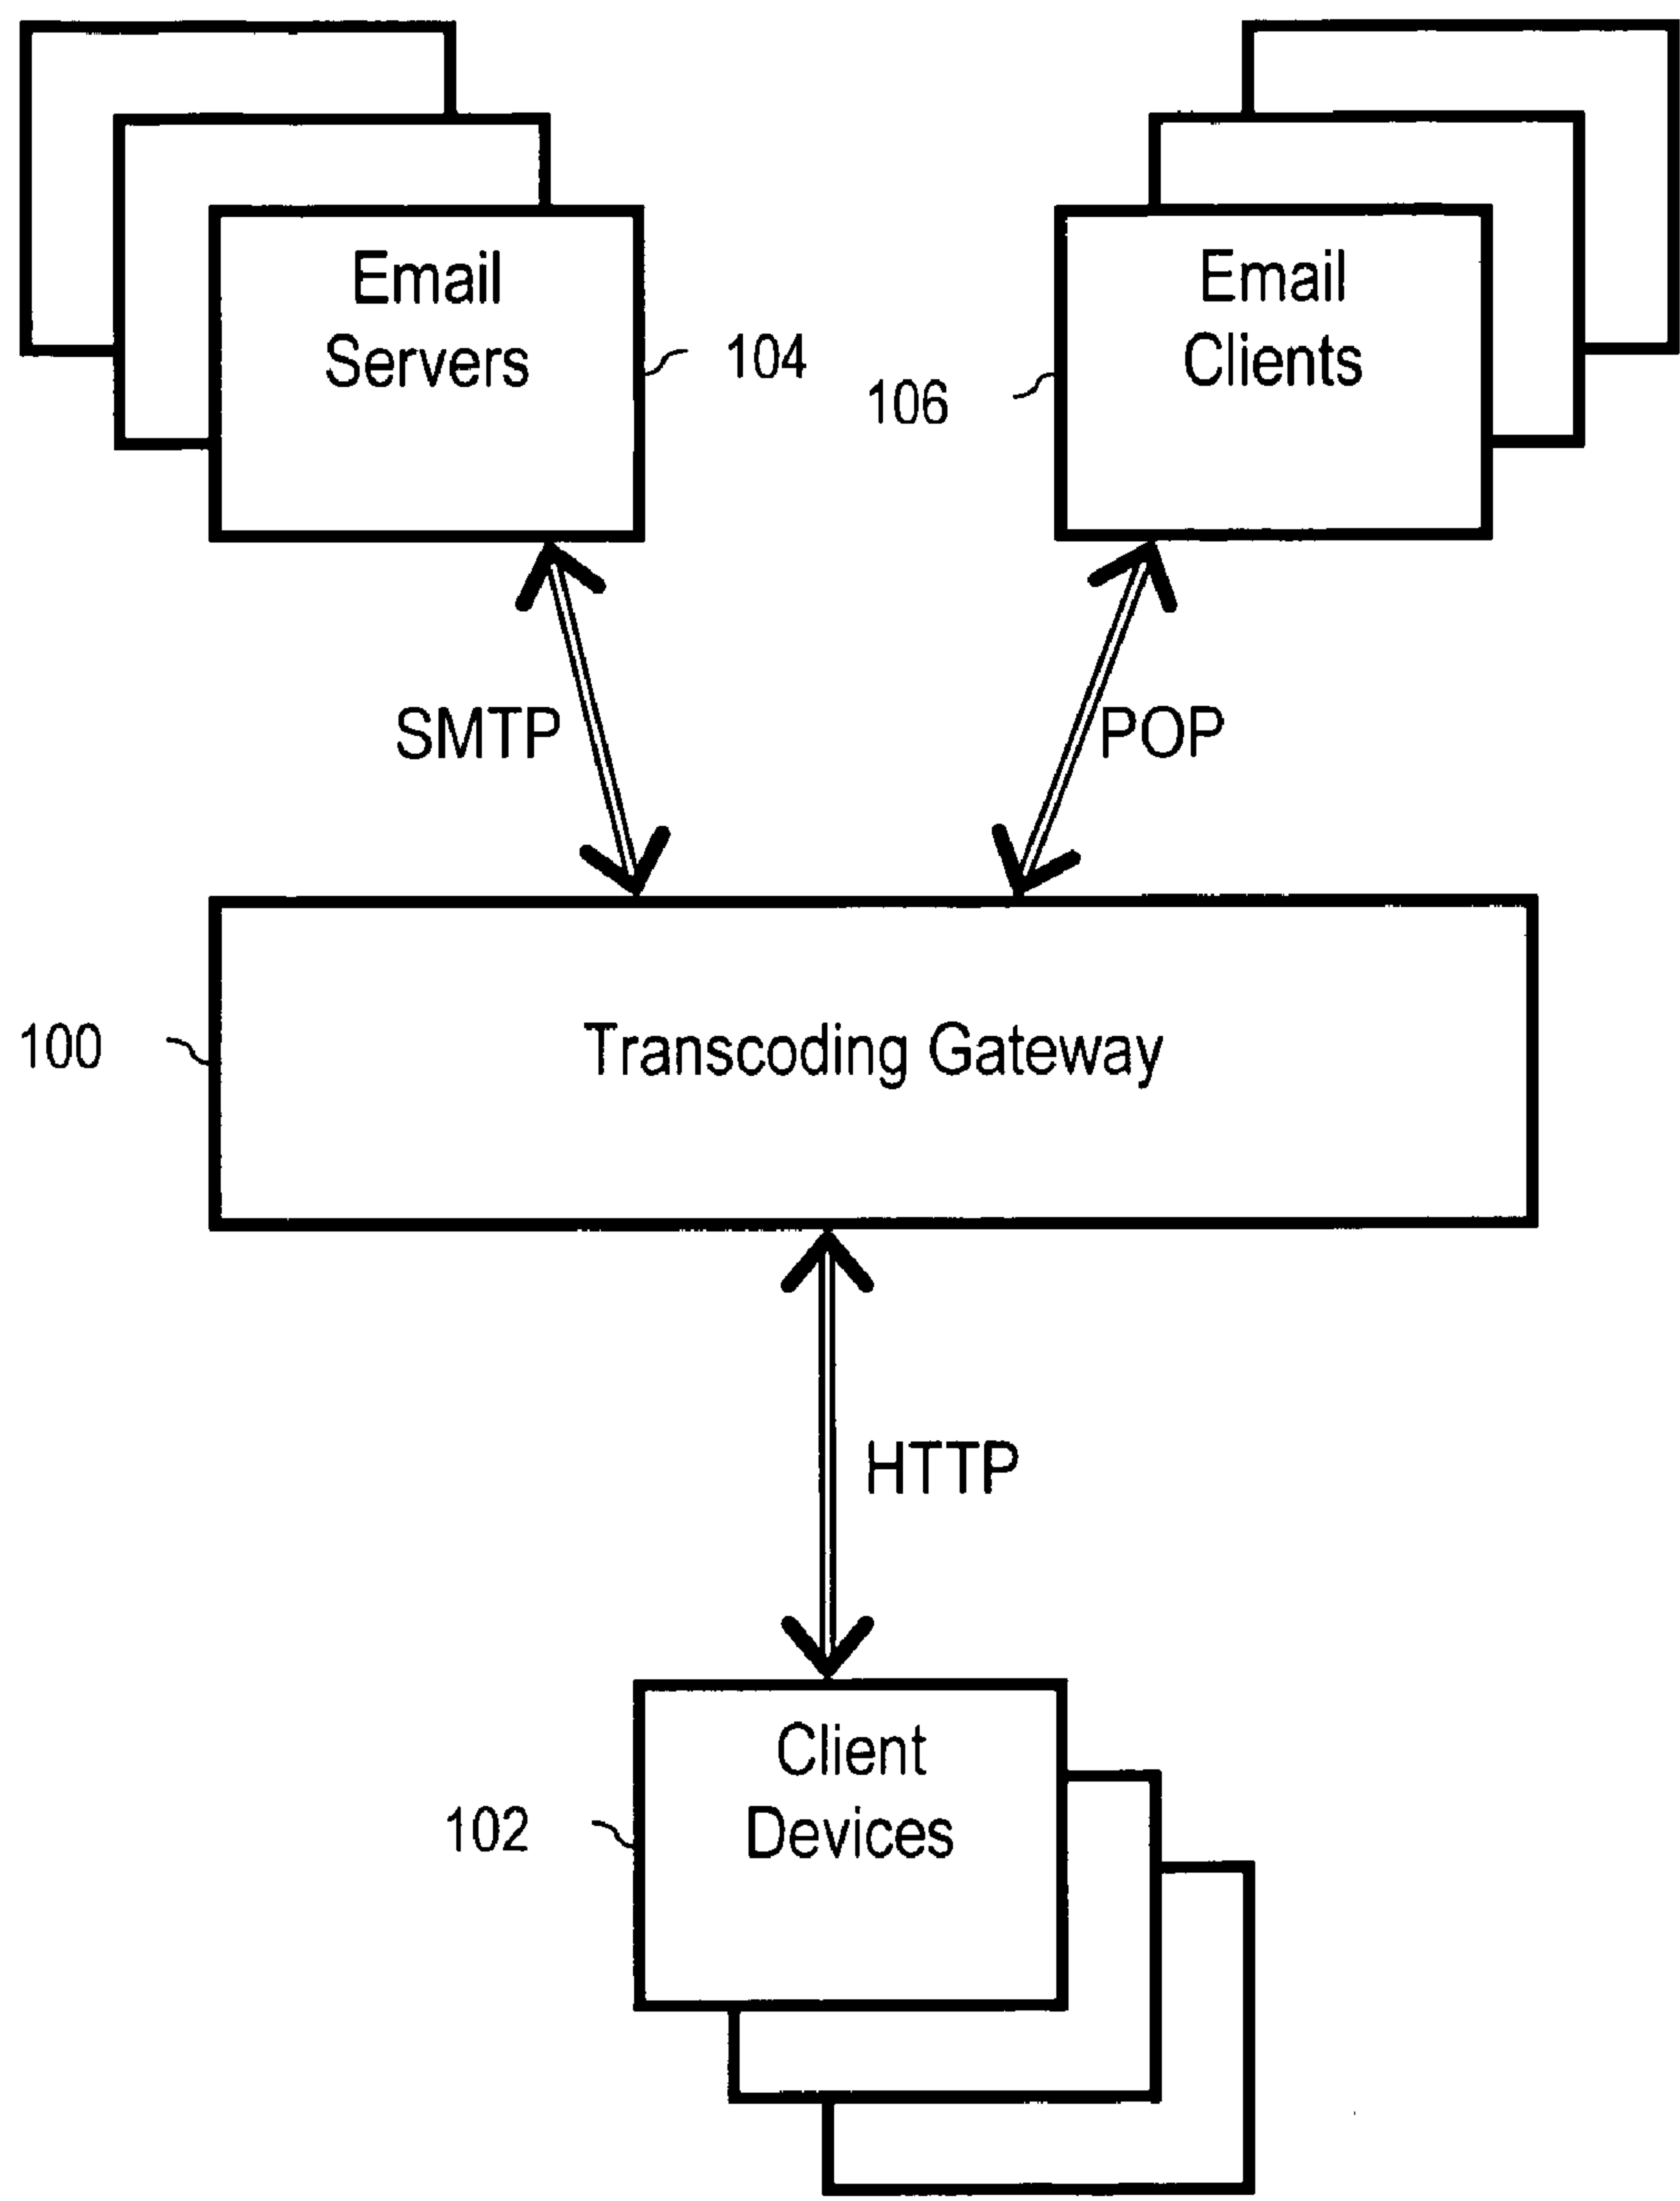 Email
Servers
104
Email
Clients
106
SMTP
POP
100
Transcoding Gateway
HTTP
Client
Devices
102